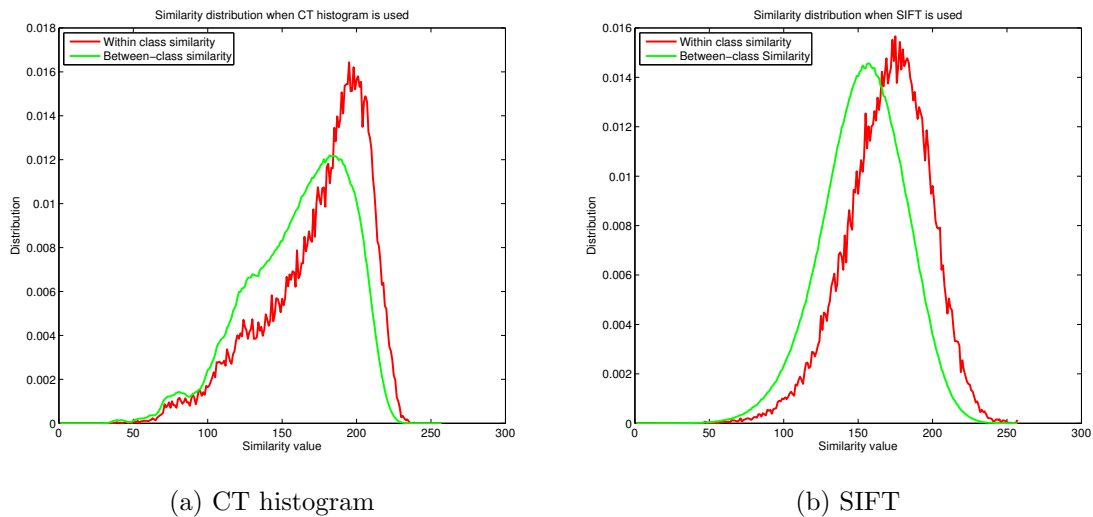 Similarity distribution when CT histogram is used
0.018
0.016
0.014
0.012
0.01
0.008
0.006
0.004
0.002
0
Distribution
Within class similarity
Between-class similarity
0 50 100 150 200 250 300
Similarity value
(a) CT histogram
Similarity distribution when SIFT is used
0.016
0.014
0.012
0.01
0.008
0.006
0.004
0.002
0
Distribution
Within class similarity
Between-class Similarity
0 50 100 150 200 250 300
Similarity value
(b) SIFT